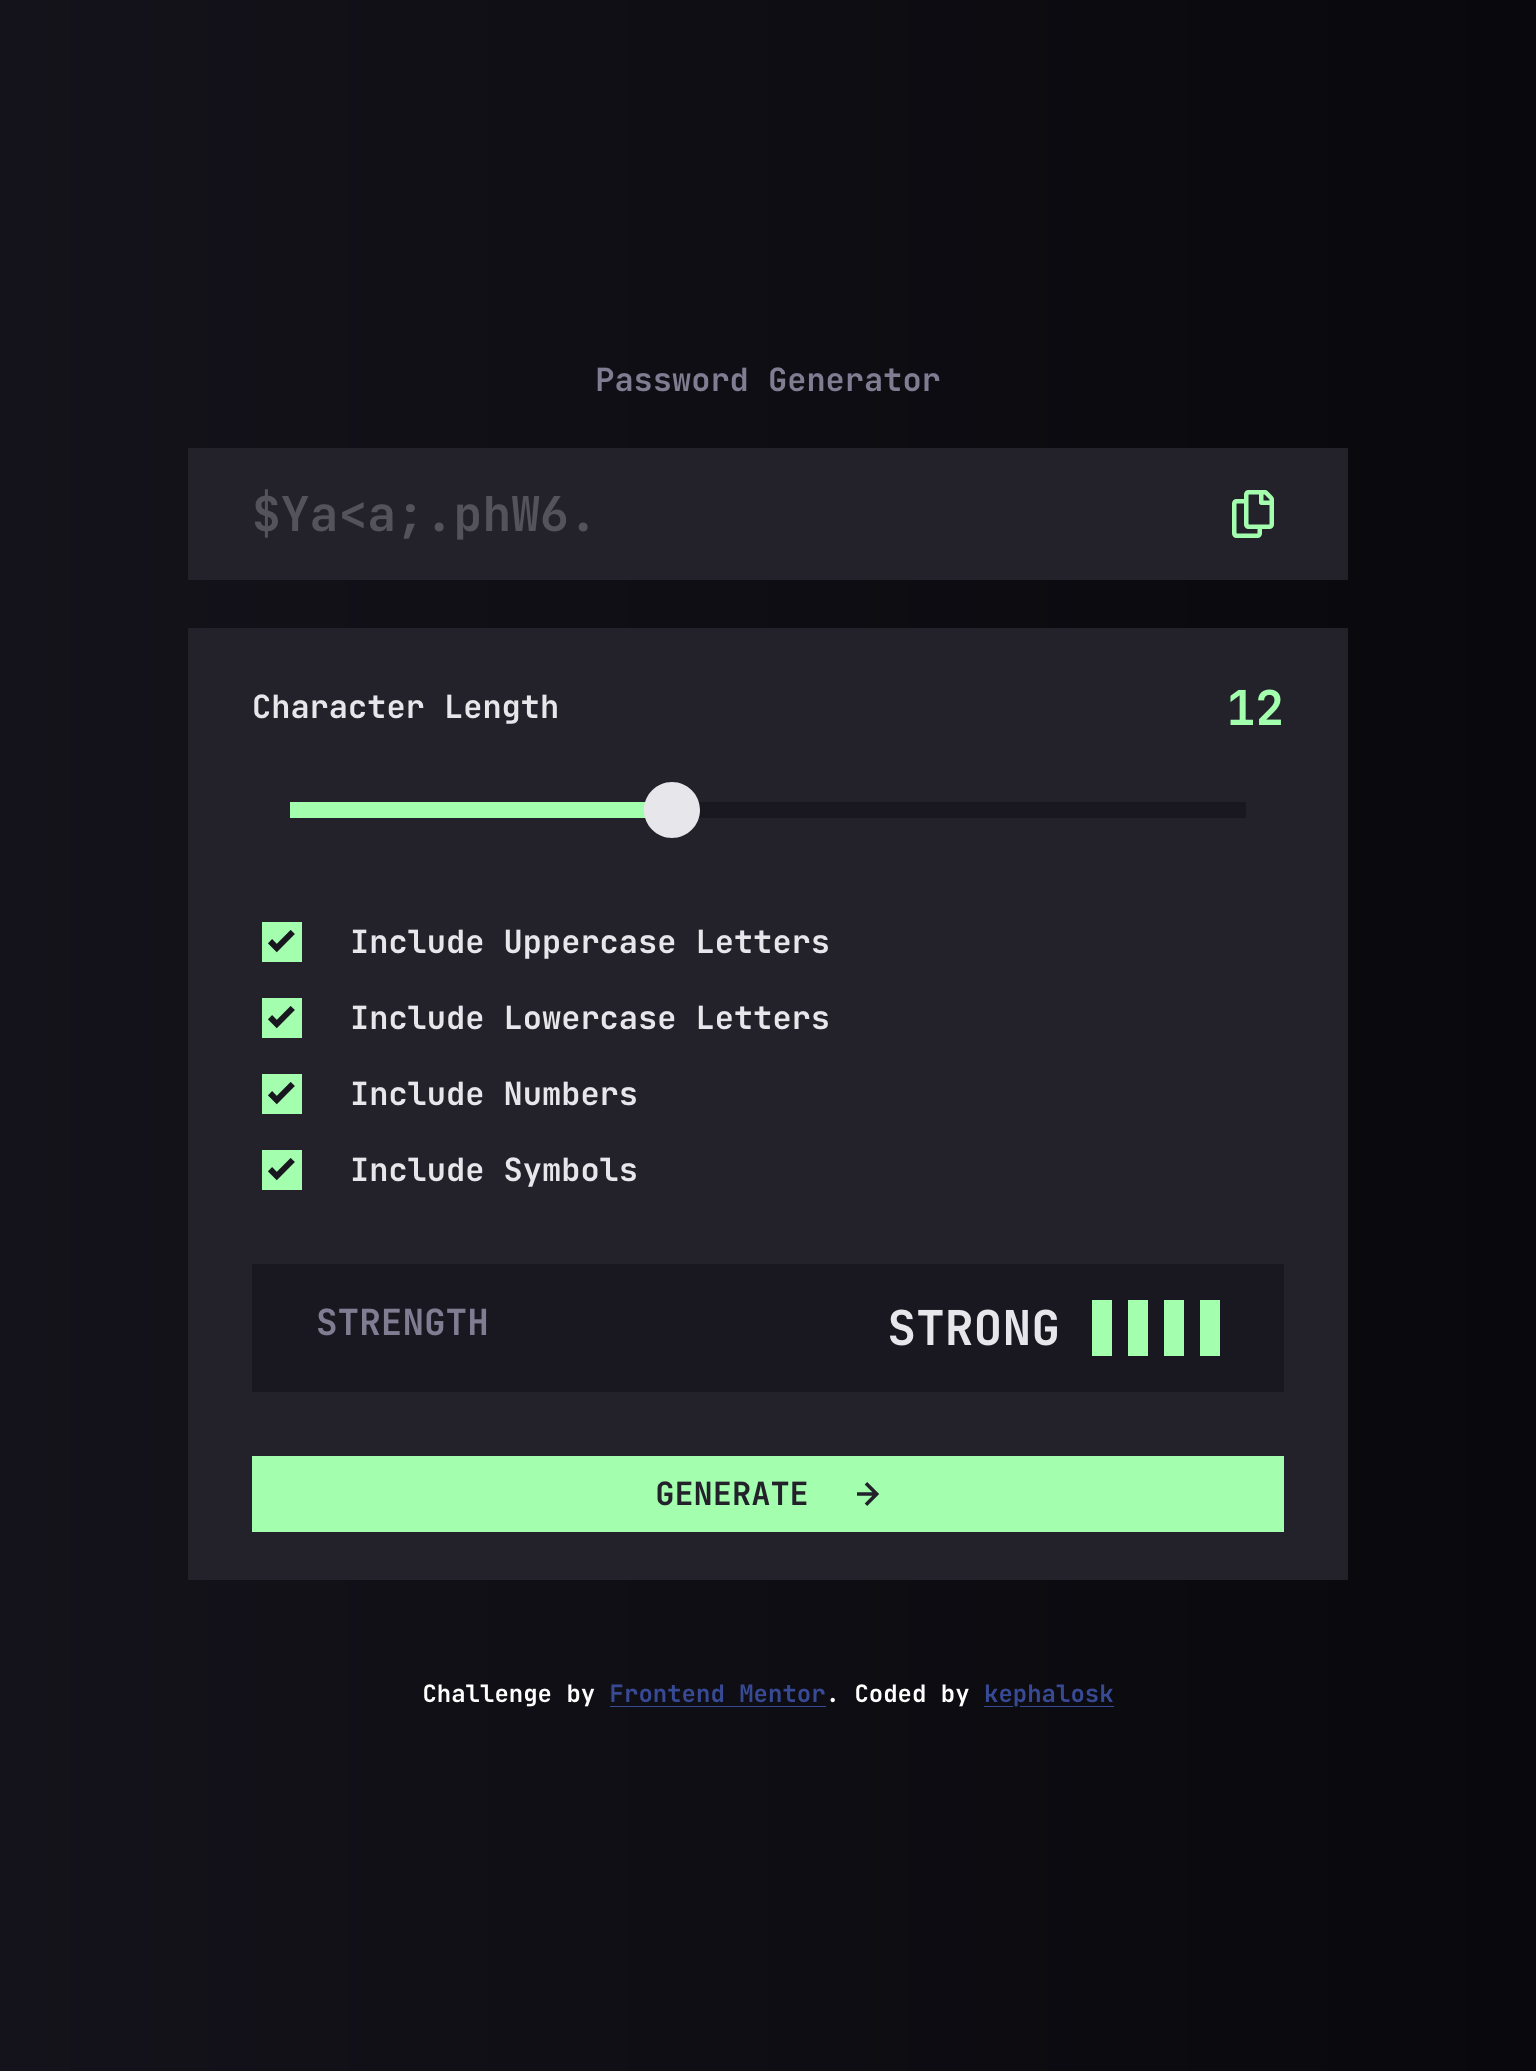 Password Generator
$Ya<a;.phW6.
Character Length
12
Include Uppercase Letters
Include Lowercase Letters
Include Numbers
Include Symbols
STRENGTH
STRONG
GENERATE →
Challenge by Frontend Mentor. Coded by kephalosk